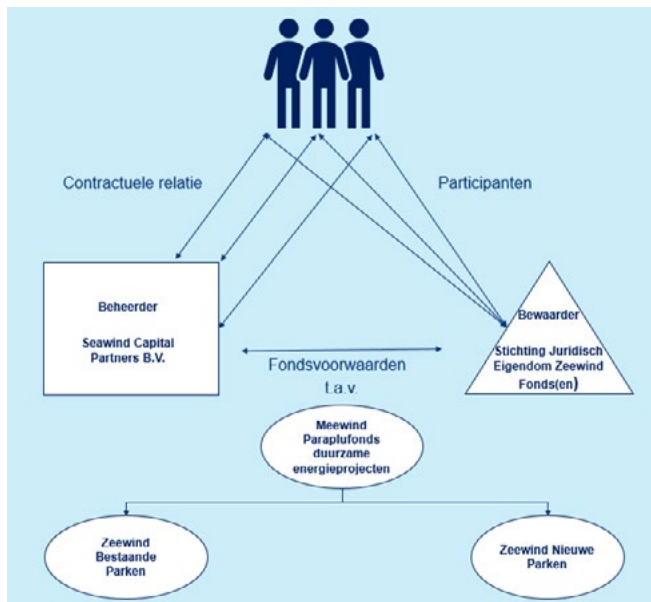 Contractuele relatie
Participanten
Beheerder
Seawind Capital
Partners B.V.
Bewaarder
Stichting Juridisch
Eigendom Zeewind
Fonds(en)
Fondsvoorwaarden
t.a.v.
Meewind
Paraplufonds
duurzame
energieprojecten
Zeewind
Bestaande
Parken
Zeewind Nieuwe
Parken